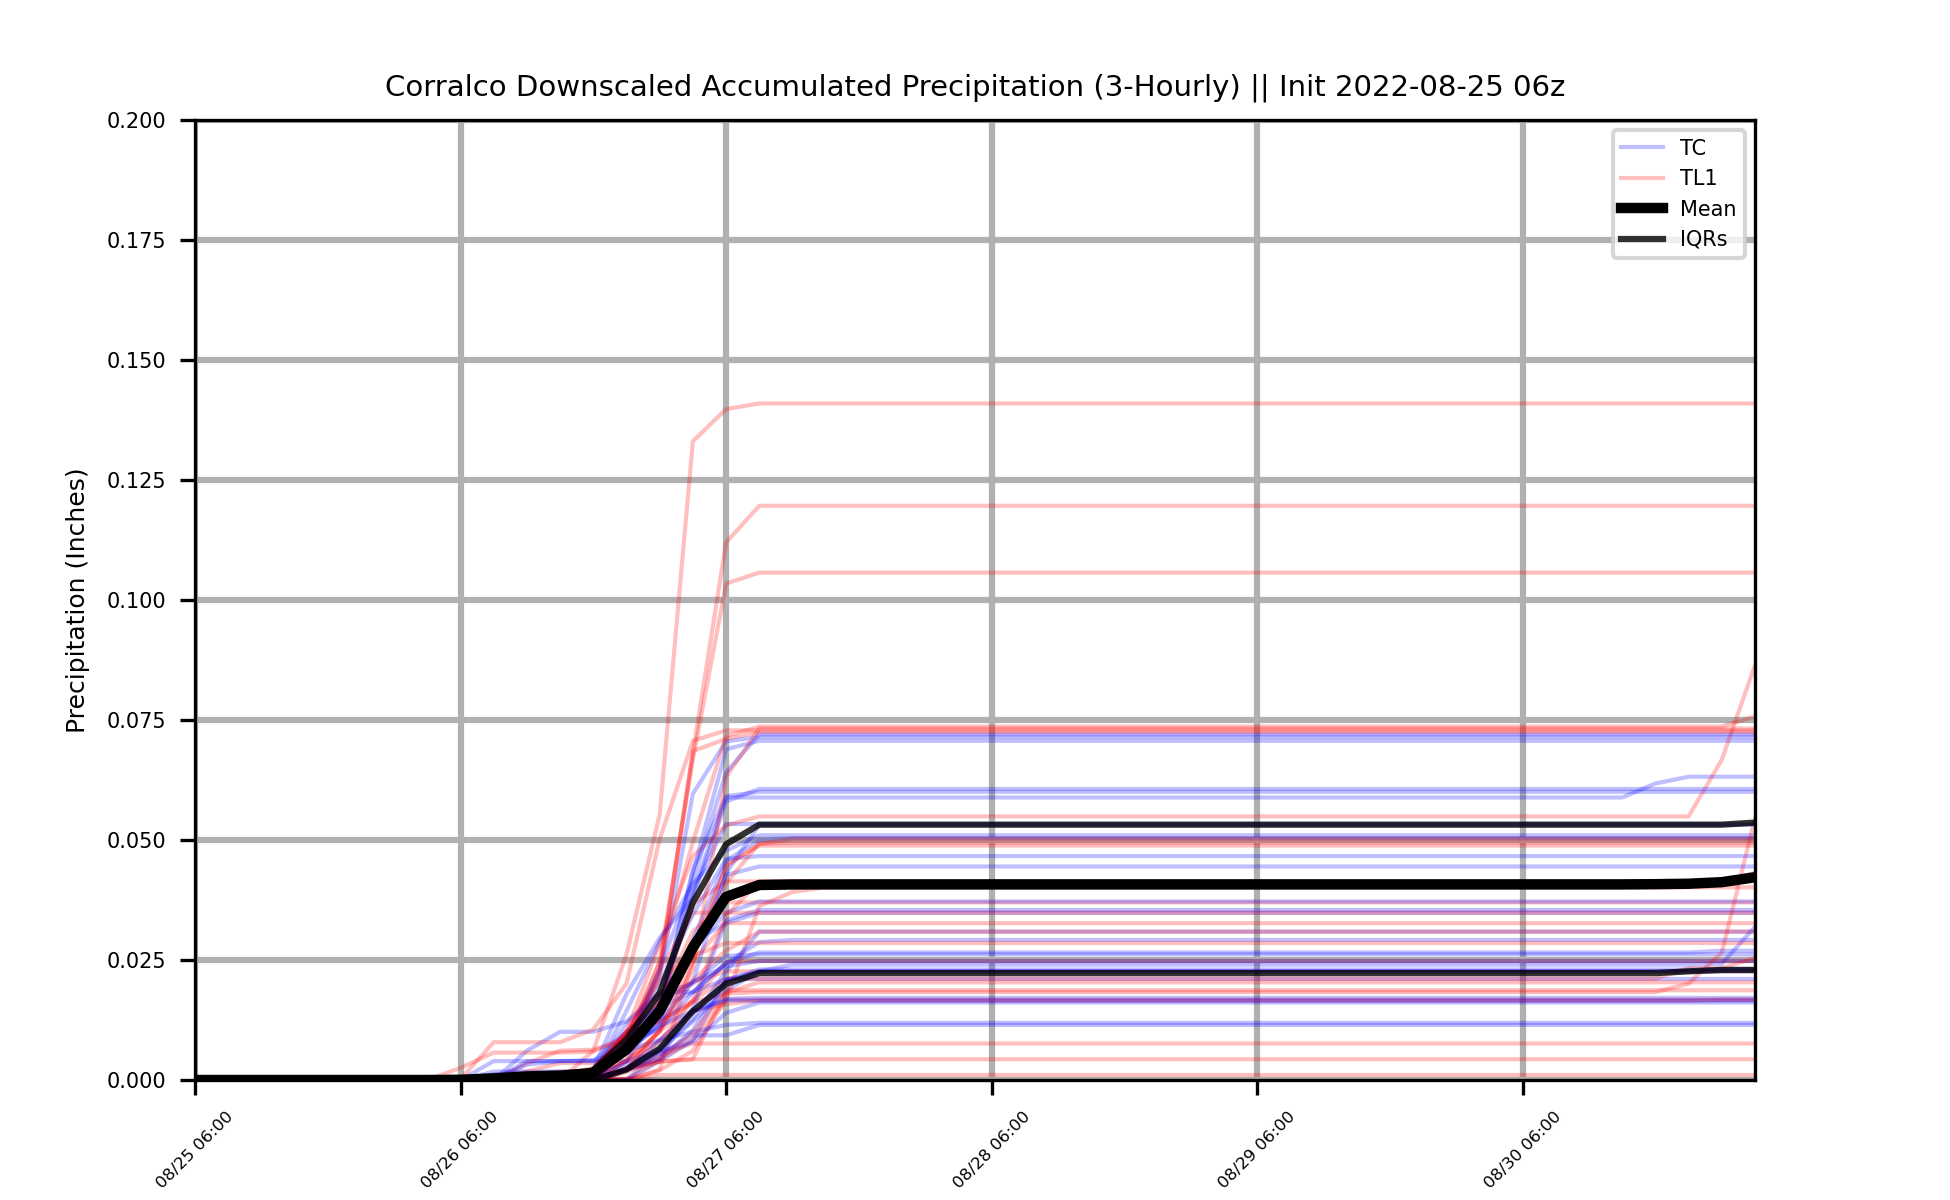 Corralco Downscaled Accumulated Precipitation (3-Hourly) || Init 2022-08-25 06z
Precipitation (Inches)
0.200
0.175
0.150
0.125
0.100
0.075
0.050
0.025
0.000
TC
TL1
Mean
IQRs
08/25 06:00
08/26 06:00
08/27 06:00
08/28 06:00
08/29 06:00
08/30 06:00